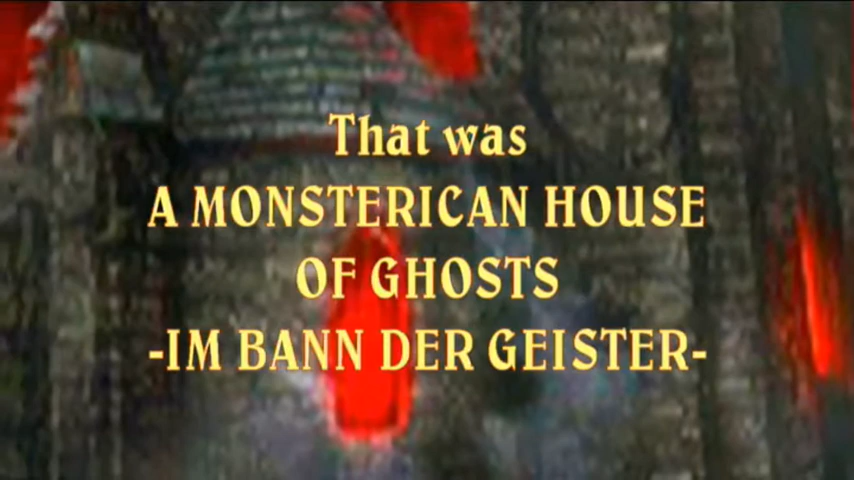 That was
A MONSTERICAN HOUSE
OF GHOSTS
-IM BANN DER GEISTER-